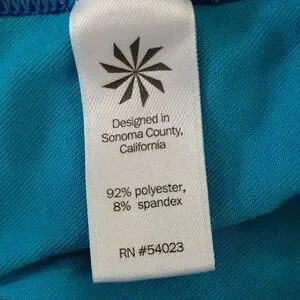 Designed in
Sonoma County,
California
92% polyester,
8% spandex
RN #54023